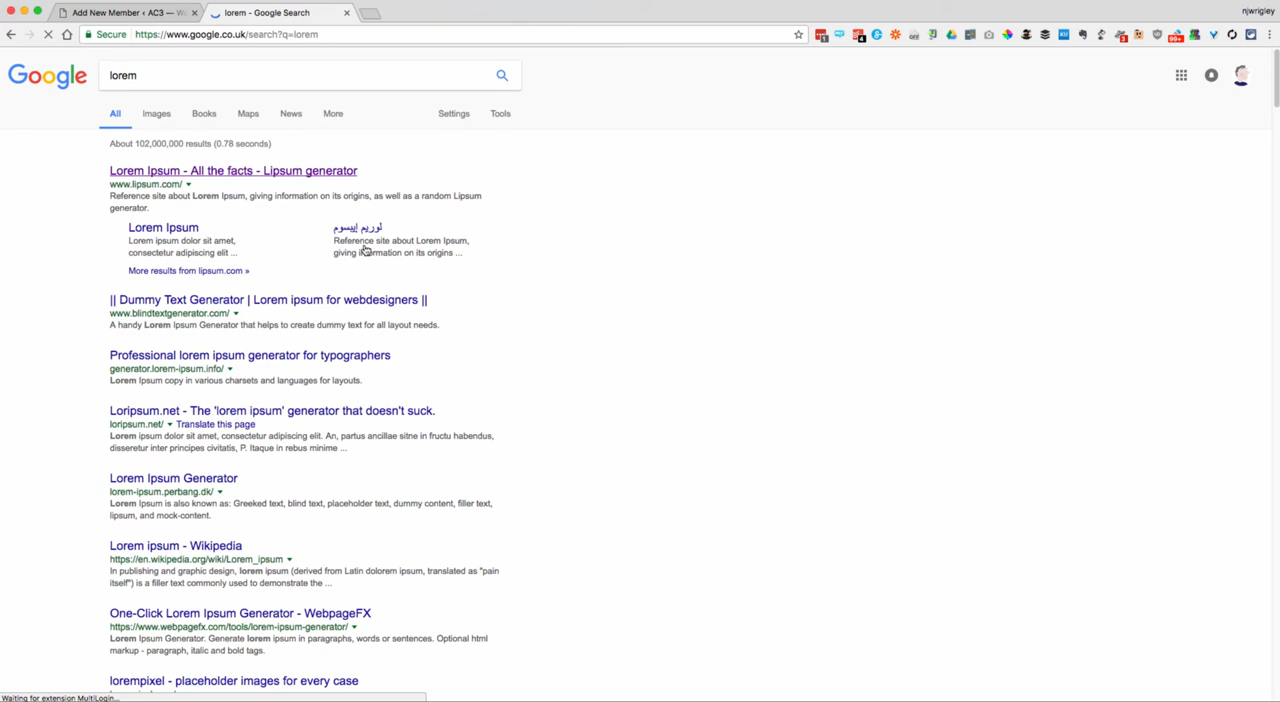 Add New Member ‹ AC3 — W
lorem - Google Search
njwrigley
Secure
https://www.google.co.uk/search?q=lorem
Google
lorem
All
Images
Books
Maps
News
More
Settings
Tools
About 102,000,000 results (0.78 seconds)
Lorem Ipsum - All the facts - Lipsum generator
www.lipsum.com/
Reference site about Lorem Ipsum, giving information on its origins, as well as a random Lipsum
generator.
Lorem Ipsum
Lorem ipsum dolor sit amet,
consectetur adipiscing elit ...
لوريم إيبسوم
Reference site about Lorem Ipsum,
giving information on its origins ...
More results from lipsum.com »
|| Dummy Text Generator | Lorem ipsum for webdesigners ||
www.blindtextgenerator.com/
A handy Lorem Ipsum Generator that helps to create dummy text for all layout needs.
Professional lorem ipsum generator for typographers
generator.lorem-ipsum.info/
Lorem Ipsum copy in various charsets and languages for layouts.
Loripsum.net - The 'lorem ipsum' generator that doesn't suck.
loripsum.net/ Translate this page
Lorem ipsum dolor sit amet, consectetur adipiscing elit. An, partus ancillae sitne in fructu habendus,
disseretur inter principes civitatis, P. Itaque in rebus minime ...
Lorem Ipsum Generator
lorem-ipsum.perbang.dk/
Lorem Ipsum is also known as: Greeked text, blind text, placeholder text, dummy content, filler text,
lipsum, and mock-content.
Lorem ipsum - Wikipedia
https://en.wikipedia.org/wiki/Lorem_ipsum
In publishing and graphic design, lorem ipsum (derived from Latin dolorem ipsum, translated as "pain
itself") is a filler text commonly used to demonstrate the ...
One-Click Lorem Ipsum Generator - WebpageFX
https://www.webpagefx.com/tools/lorem-ipsum-generator/
Lorem Ipsum Generator. Generate lorem ipsum in paragraphs, words or sentences. Optional html
markup - paragraph, italic and bold tags.
lorempixel - placeholder images for every case
Waiting for extension MultiLogin...